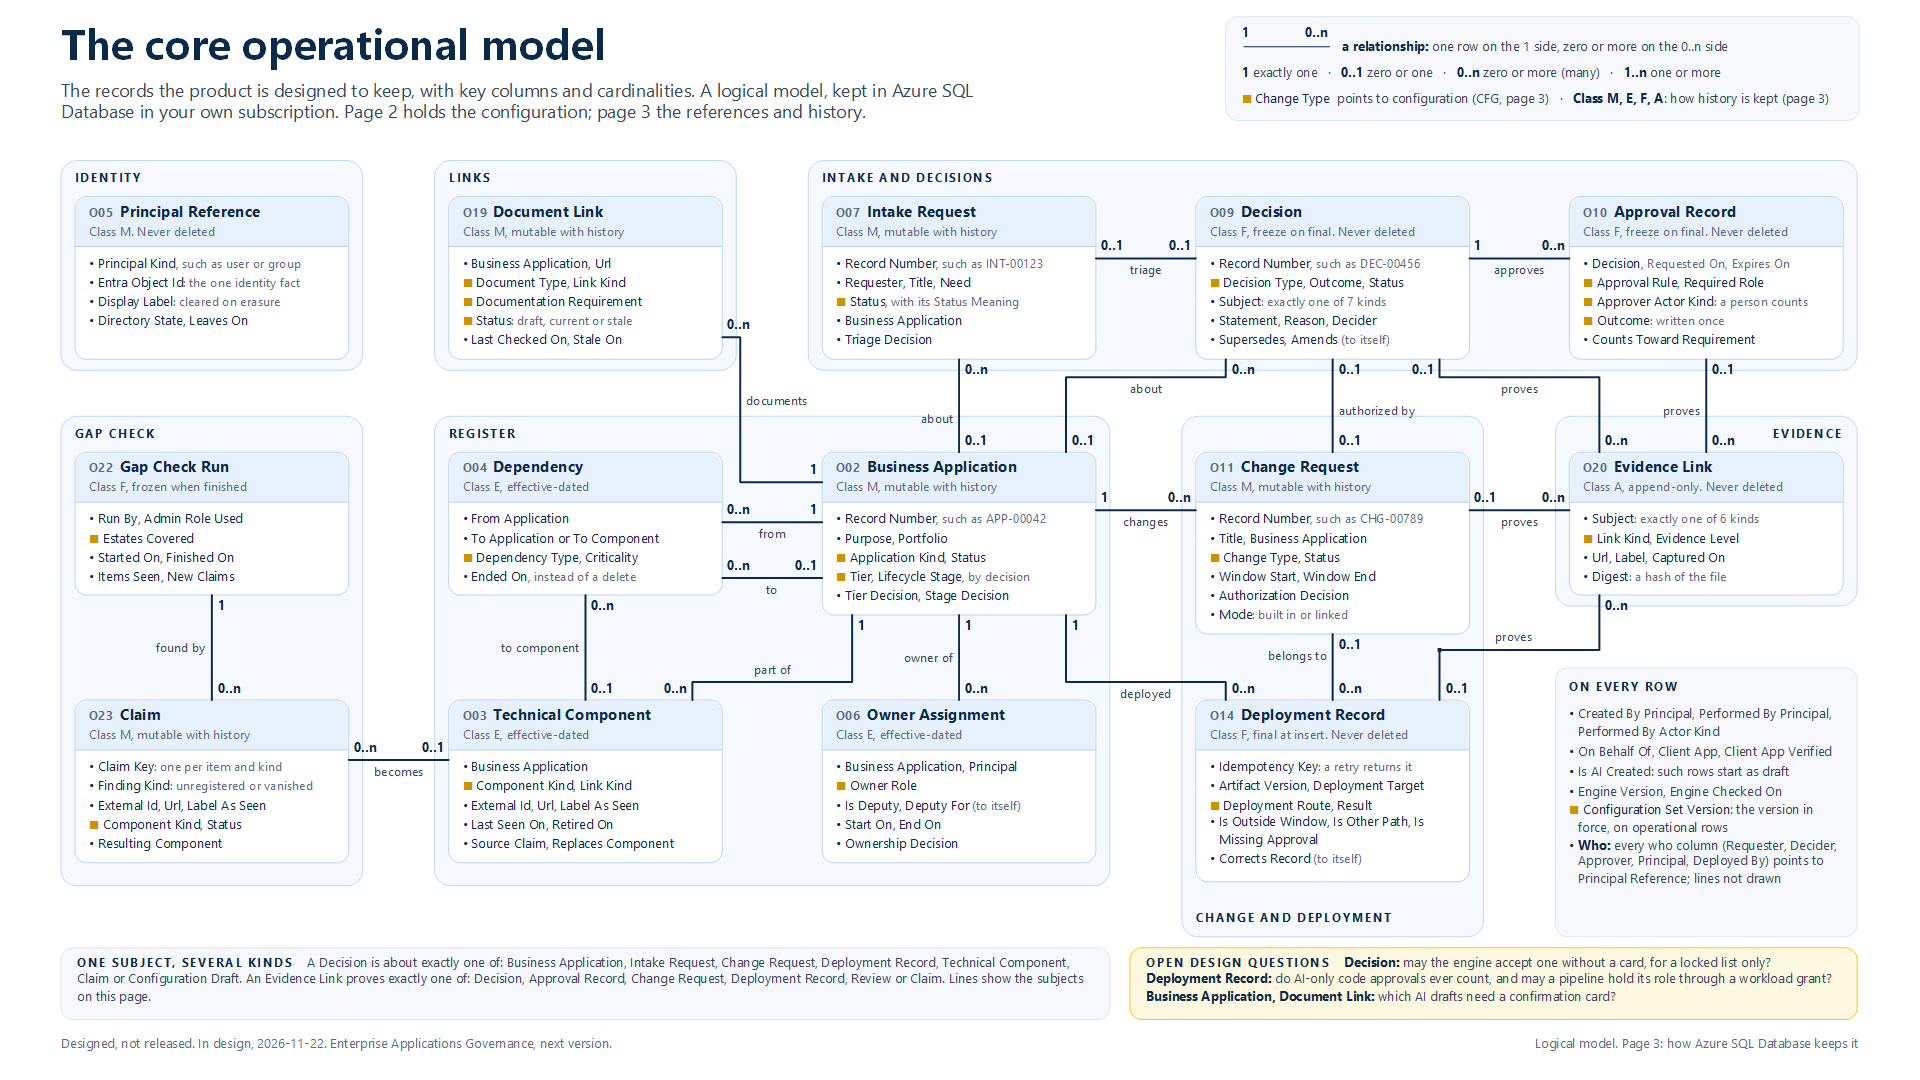 The core operational model
The records the product is designed to keep, with key columns and cardinalities. A logical model, kept in Azure SQL
Database in your own subscription. Page 2 holds the configuration; page 3 the references and history.
1 0..n
a relationship: one row on the 1 side, zero or more on the 0..n side
1 exactly one · 0..1 zero or one · 0..n zero or more (many) · 1..n one or more
Change Type points to configuration (CFG, page 3) · Class M, E, F, A: how history is kept (page 3)
IDENTITY
O05 Principal Reference
Class M. Never deleted
• Principal Kind, such as user or group
• Entra Object Id: the one identity fact
• Display Label: cleared on erasure
• Directory State, Leaves On
LINKS
O19 Document Link
Class M, mutable with history
• Business Application, Url
Document Type, Link Kind
Documentation Requirement
Status: draft, current or stale
• Last Checked On, Stale On
0..n
documents
1
INTAKE AND DECISIONS
O07 Intake Request
Class M, mutable with history
• Record Number, such as INT-00123
• Requester, Title, Need
Status, with its Status Meaning
• Business Application
• Triage Decision
0..1 0..1
triage
O09 Decision
Class F, freeze on final. Never deleted
• Record Number, such as DEC-00456
Decision Type, Outcome, Status
• Subject: exactly one of 7 kinds
• Statement, Reason, Decider
• Supersedes, Amends (to itself)
1 0..n
approves
O10 Approval Record
Class F, freeze on final. Never deleted
• Decision, Requested On, Expires On
Approval Rule, Required Role
Approver Actor Kind: a person counts
Outcome: written once
• Counts Toward Requirement
0..n
about
0..1
0..n
about
0..1
0..1
authorized by
0..1
0..1
proves
0..n
0..1
proves
0..n
GAP CHECK
O22 Gap Check Run
Class F, frozen when finished
• Run By, Admin Role Used
Estates Covered
• Started On, Finished On
• Items Seen, New Claims
1
found by
0..n
O23 Claim
Class M, mutable with history
• Claim Key: one per item and kind
• Finding Kind: unregistered or vanished
• External Id, Url, Label As Seen
Component Kind, Status
• Resulting Component
0..n 0..1
becomes
REGISTER
O04 Dependency
Class E, effective-dated
• From Application
• To Application or To Component
Dependency Type, Criticality
• Ended On, instead of a delete
0..n 1
from
0..n 0..1
to
O02 Business Application
Class M, mutable with history
• Record Number, such as APP-00042
• Purpose, Portfolio
Application Kind, Status
Tier, Lifecycle Stage, by decision
• Tier Decision, Stage Decision
1 0..n
changes
0..n
to component
0..1
1
part of
0..n
1
owner of
0..n
1
deployed
0..n
O03 Technical Component
Class E, effective-dated
• Business Application
Component Kind, Link Kind
• External Id, Url, Label As Seen
• Last Seen On, Retired On
• Source Claim, Replaces Component
O06 Owner Assignment
Class E, effective-dated
• Business Application, Principal
Owner Role
• Is Deputy, Deputy For (to itself)
• Start On, End On
• Ownership Decision
O11 Change Request
Class M, mutable with history
• Record Number, such as CHG-00789
• Title, Business Application
Change Type, Status
• Window Start, Window End
• Authorization Decision
• Mode: built in or linked
0..1 0..n
proves
0..1
belongs to
0..n
O14 Deployment Record
Class F, final at insert. Never deleted
• Idempotency Key: a retry returns it
• Artifact Version, Deployment Target
Deployment Route, Result
• Is Outside Window, Is Other Path, Is
Missing Approval
• Corrects Record (to itself)
CHANGE AND DEPLOYMENT
EVIDENCE
O20 Evidence Link
Class A, append-only. Never deleted
• Subject: exactly one of 6 kinds
Link Kind, Evidence Level
• Url, Label, Captured On
• Digest: a hash of the file
0..n
proves
0..1
ON EVERY ROW
• Created By Principal, Performed By Principal,
Performed By Actor Kind
• On Behalf Of, Client App, Client App Verified
• Is AI Created: such rows start as draft
• Engine Version, Engine Checked On
Configuration Set Version: the version in
force, on operational rows
• Who: every who column (Requester, Decider,
Approver, Principal, Deployed By) points to
Principal Reference; lines not drawn
ONE SUBJECT, SEVERAL KINDS A Decision is about exactly one of: Business Application, Intake Request, Change Request, Deployment Record, Technical Component,
Claim or Configuration Draft. An Evidence Link proves exactly one of: Decision, Approval Record, Change Request, Deployment Record, Review or Claim. Lines show the subjects
on this page.
OPEN DESIGN QUESTIONS Decision: may the engine accept one without a card, for a locked list only?
Deployment Record: do AI-only code approvals ever count, and may a pipeline hold its role through a workload grant?
Business Application, Document Link: which AI drafts need a confirmation card?
Designed, not released. In design, 2026-11-22. Enterprise Applications Governance, next version.
Logical model. Page 3: how Azure SQL Database keeps it